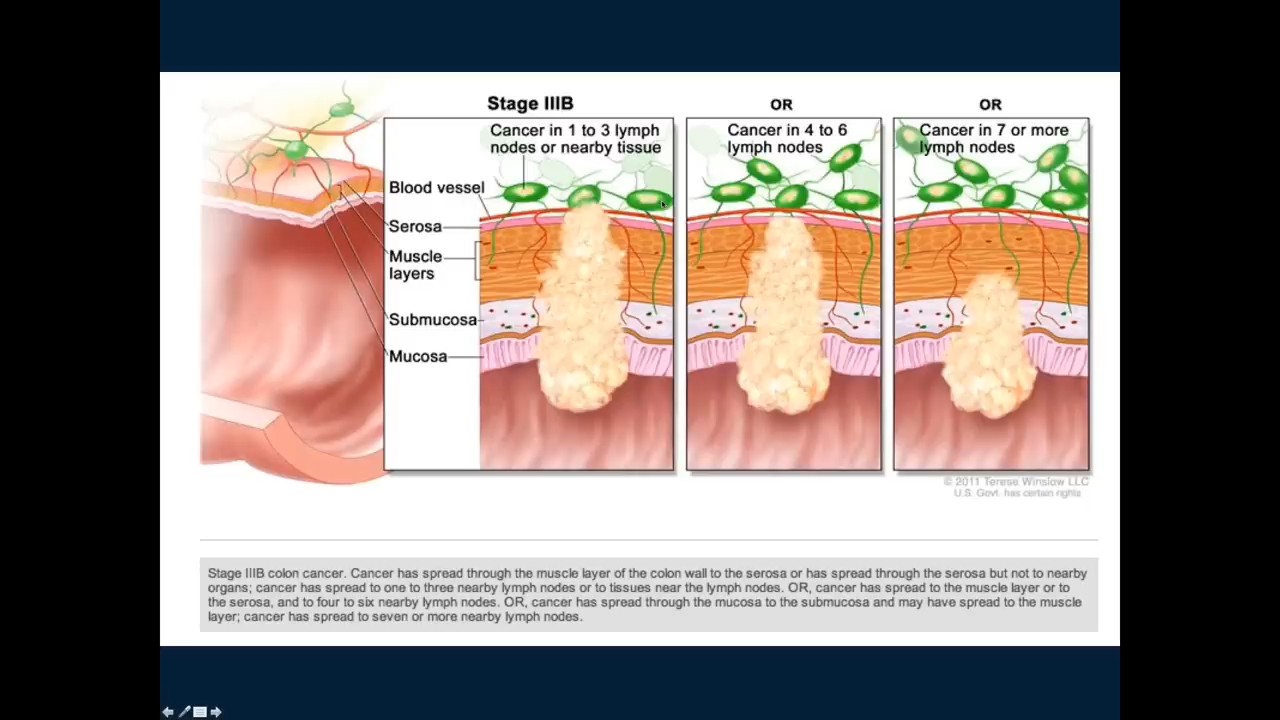 Stage IIIB
OR
OR
Cancer in 1 to 3 lymph
nodes or nearby tissue
Cancer in 4 to 6
lymph nodes
Cancer in 7 or more
lymph nodes
Blood vessel
Serosa
Muscle
layers
Submucosa
Mucosa
© 2011 Terese Winslow LLC
U.S. Govt. has certain rights
Stage IIIB colon cancer. Cancer has spread through the muscle layer of the colon wall to the serosa or has spread through the serosa but not to nearby
organs; cancer has spread to one to three nearby lymph nodes or to tissues near the lymph nodes. OR, cancer has spread to the muscle layer or to
the serosa, and to four to six nearby lymph nodes. OR, cancer has spread through the mucosa to the submucosa and may have spread to the muscle
layer; cancer has spread to seven or more nearby lymph nodes.